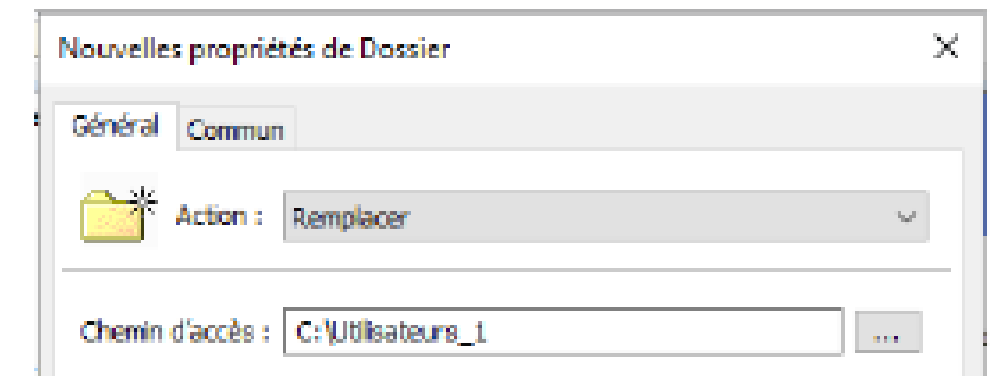 Nouvelles propriétés de Dossier
Général Commun
Action : Remplacer
Chemin d'accès : C:\Utilisateurs_1 ...